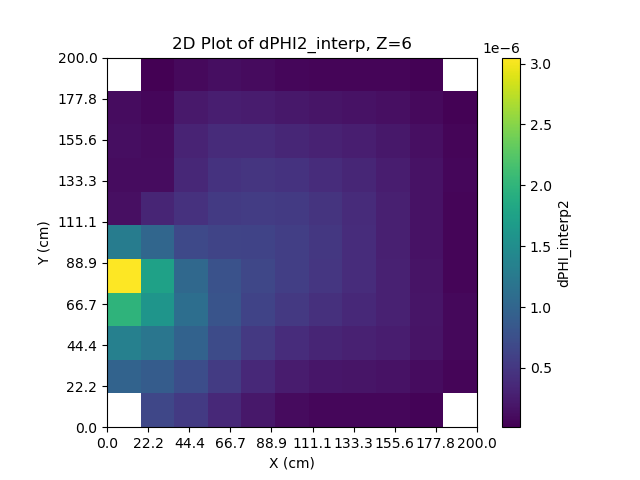 2D Plot of dPHI2_interp, Z=6
1e−6
200.0
177.8
155.6
133.3
111.1
88.9
66.7
44.4
22.2
0.0
Y (cm)
0.0 22.2 44.4 66.7 88.9 111.1 133.3 155.6 177.8 200.0
X (cm)
3.0
2.5
2.0
1.5
1.0
0.5
dPHI_interp2